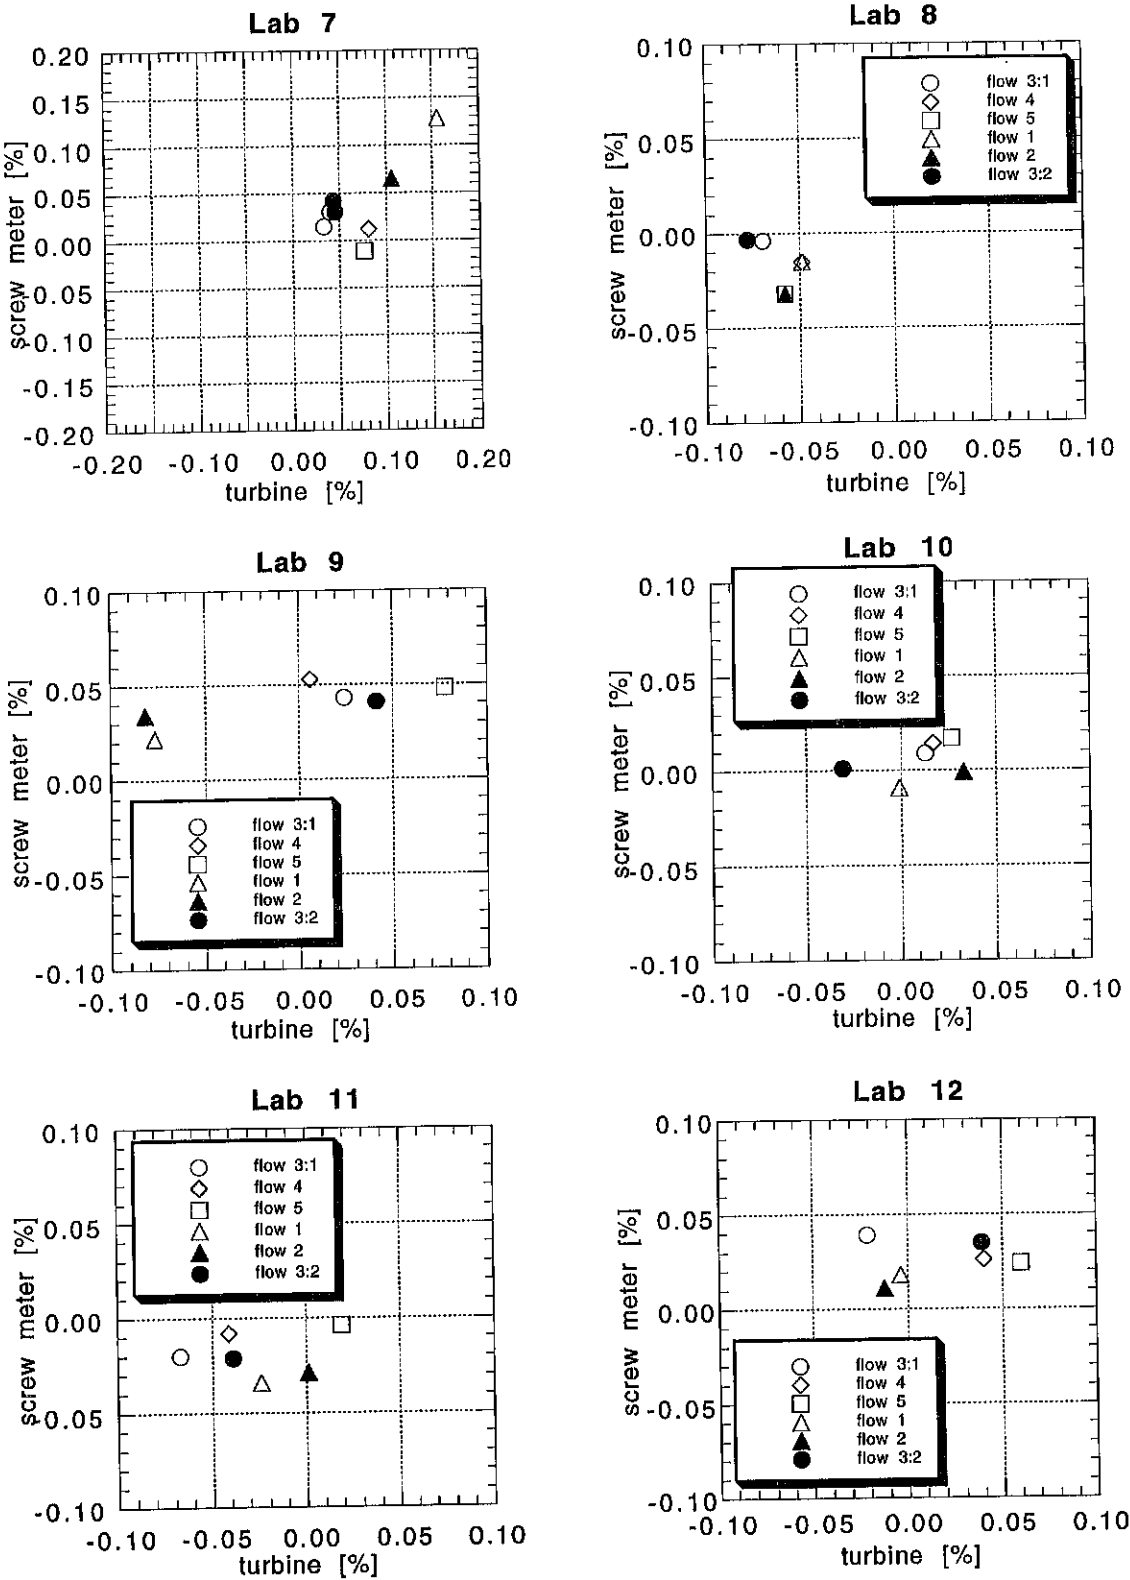 Lab 7
0.20
0.15
0.10
0.05
0.00
-0.05
-0.10
-0.15
-0.20
screw meter [%]
-0.20 -0.10 0.00 0.10 0.20
turbine [%]
Lab 8
0.10
0.05
0.00
-0.05
-0.10
screw meter [%]
flow 3:1
flow 4
flow 5
flow 1
flow 2
flow 3:2
-0.10 -0.05 0.00 0.05 0.10
turbine [%]
Lab 9
0.10
0.05
0.00
-0.05
-0.10
screw meter [%]
flow 3:1
flow 4
flow 5
flow 1
flow 2
flow 3:2
-0.10 -0.05 0.00 0.05 0.10
turbine [%]
Lab 10
0.10
0.05
0.00
-0.05
-0.10
screw meter [%]
flow 3:1
flow 4
flow 5
flow 1
flow 2
flow 3:2
-0.10 -0.05 0.00 0.05 0.10
turbine [%]
Lab 11
0.10
0.05
0.00
-0.05
-0.10
screw meter [%]
flow 3:1
flow 4
flow 5
flow 1
flow 2
flow 3:2
-0.10 -0.05 0.00 0.05 0.10
turbine [%]
Lab 12
0.10
0.05
0.00
-0.05
-0.10
screw meter [%]
flow 3:1
flow 4
flow 5
flow 1
flow 2
flow 3:2
-0.10 -0.05 0.00 0.05 0.10
turbine [%]